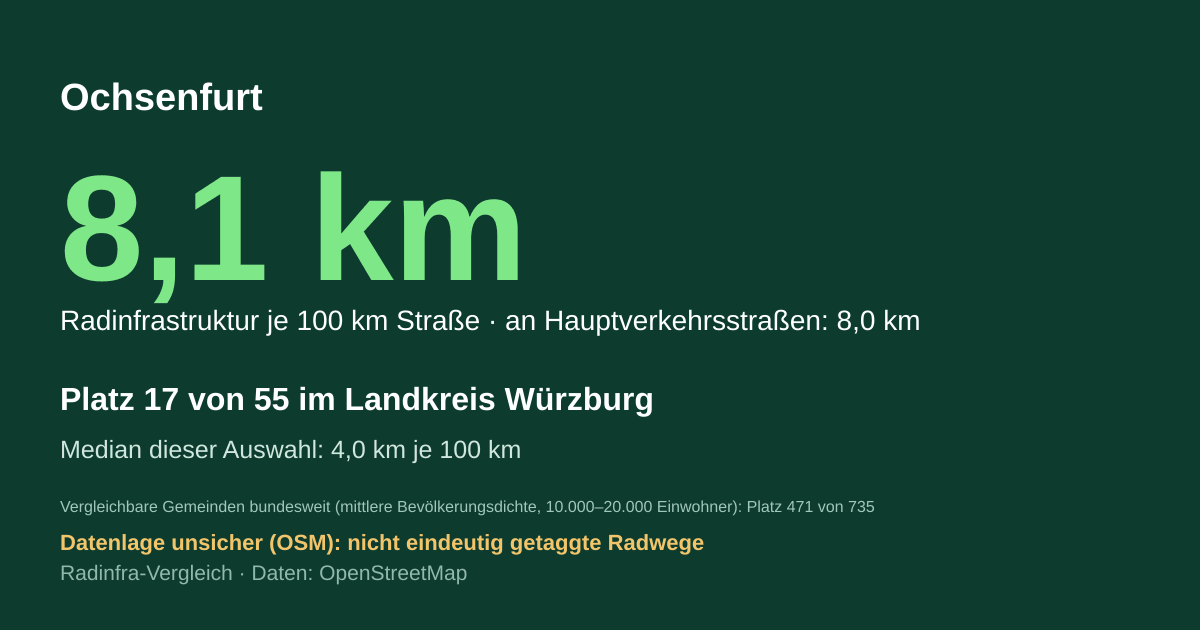 Ochsenfurt
8,1 km
Radinfrastruktur je 100 km Straße · an Hauptverkehrsstraßen: 8,0 km
Platz 17 von 55 im Landkreis Würzburg
Median dieser Auswahl: 4,0 km je 100 km
Vergleichbare Gemeinden bundesweit (mittlere Bevölkerungsdichte, 10.000–20.000 Einwohner): Platz 471 von 735
Datenlage unsicher (OSM): nicht eindeutig getaggte Radwege
Radinfra-Vergleich · Daten: OpenStreetMap